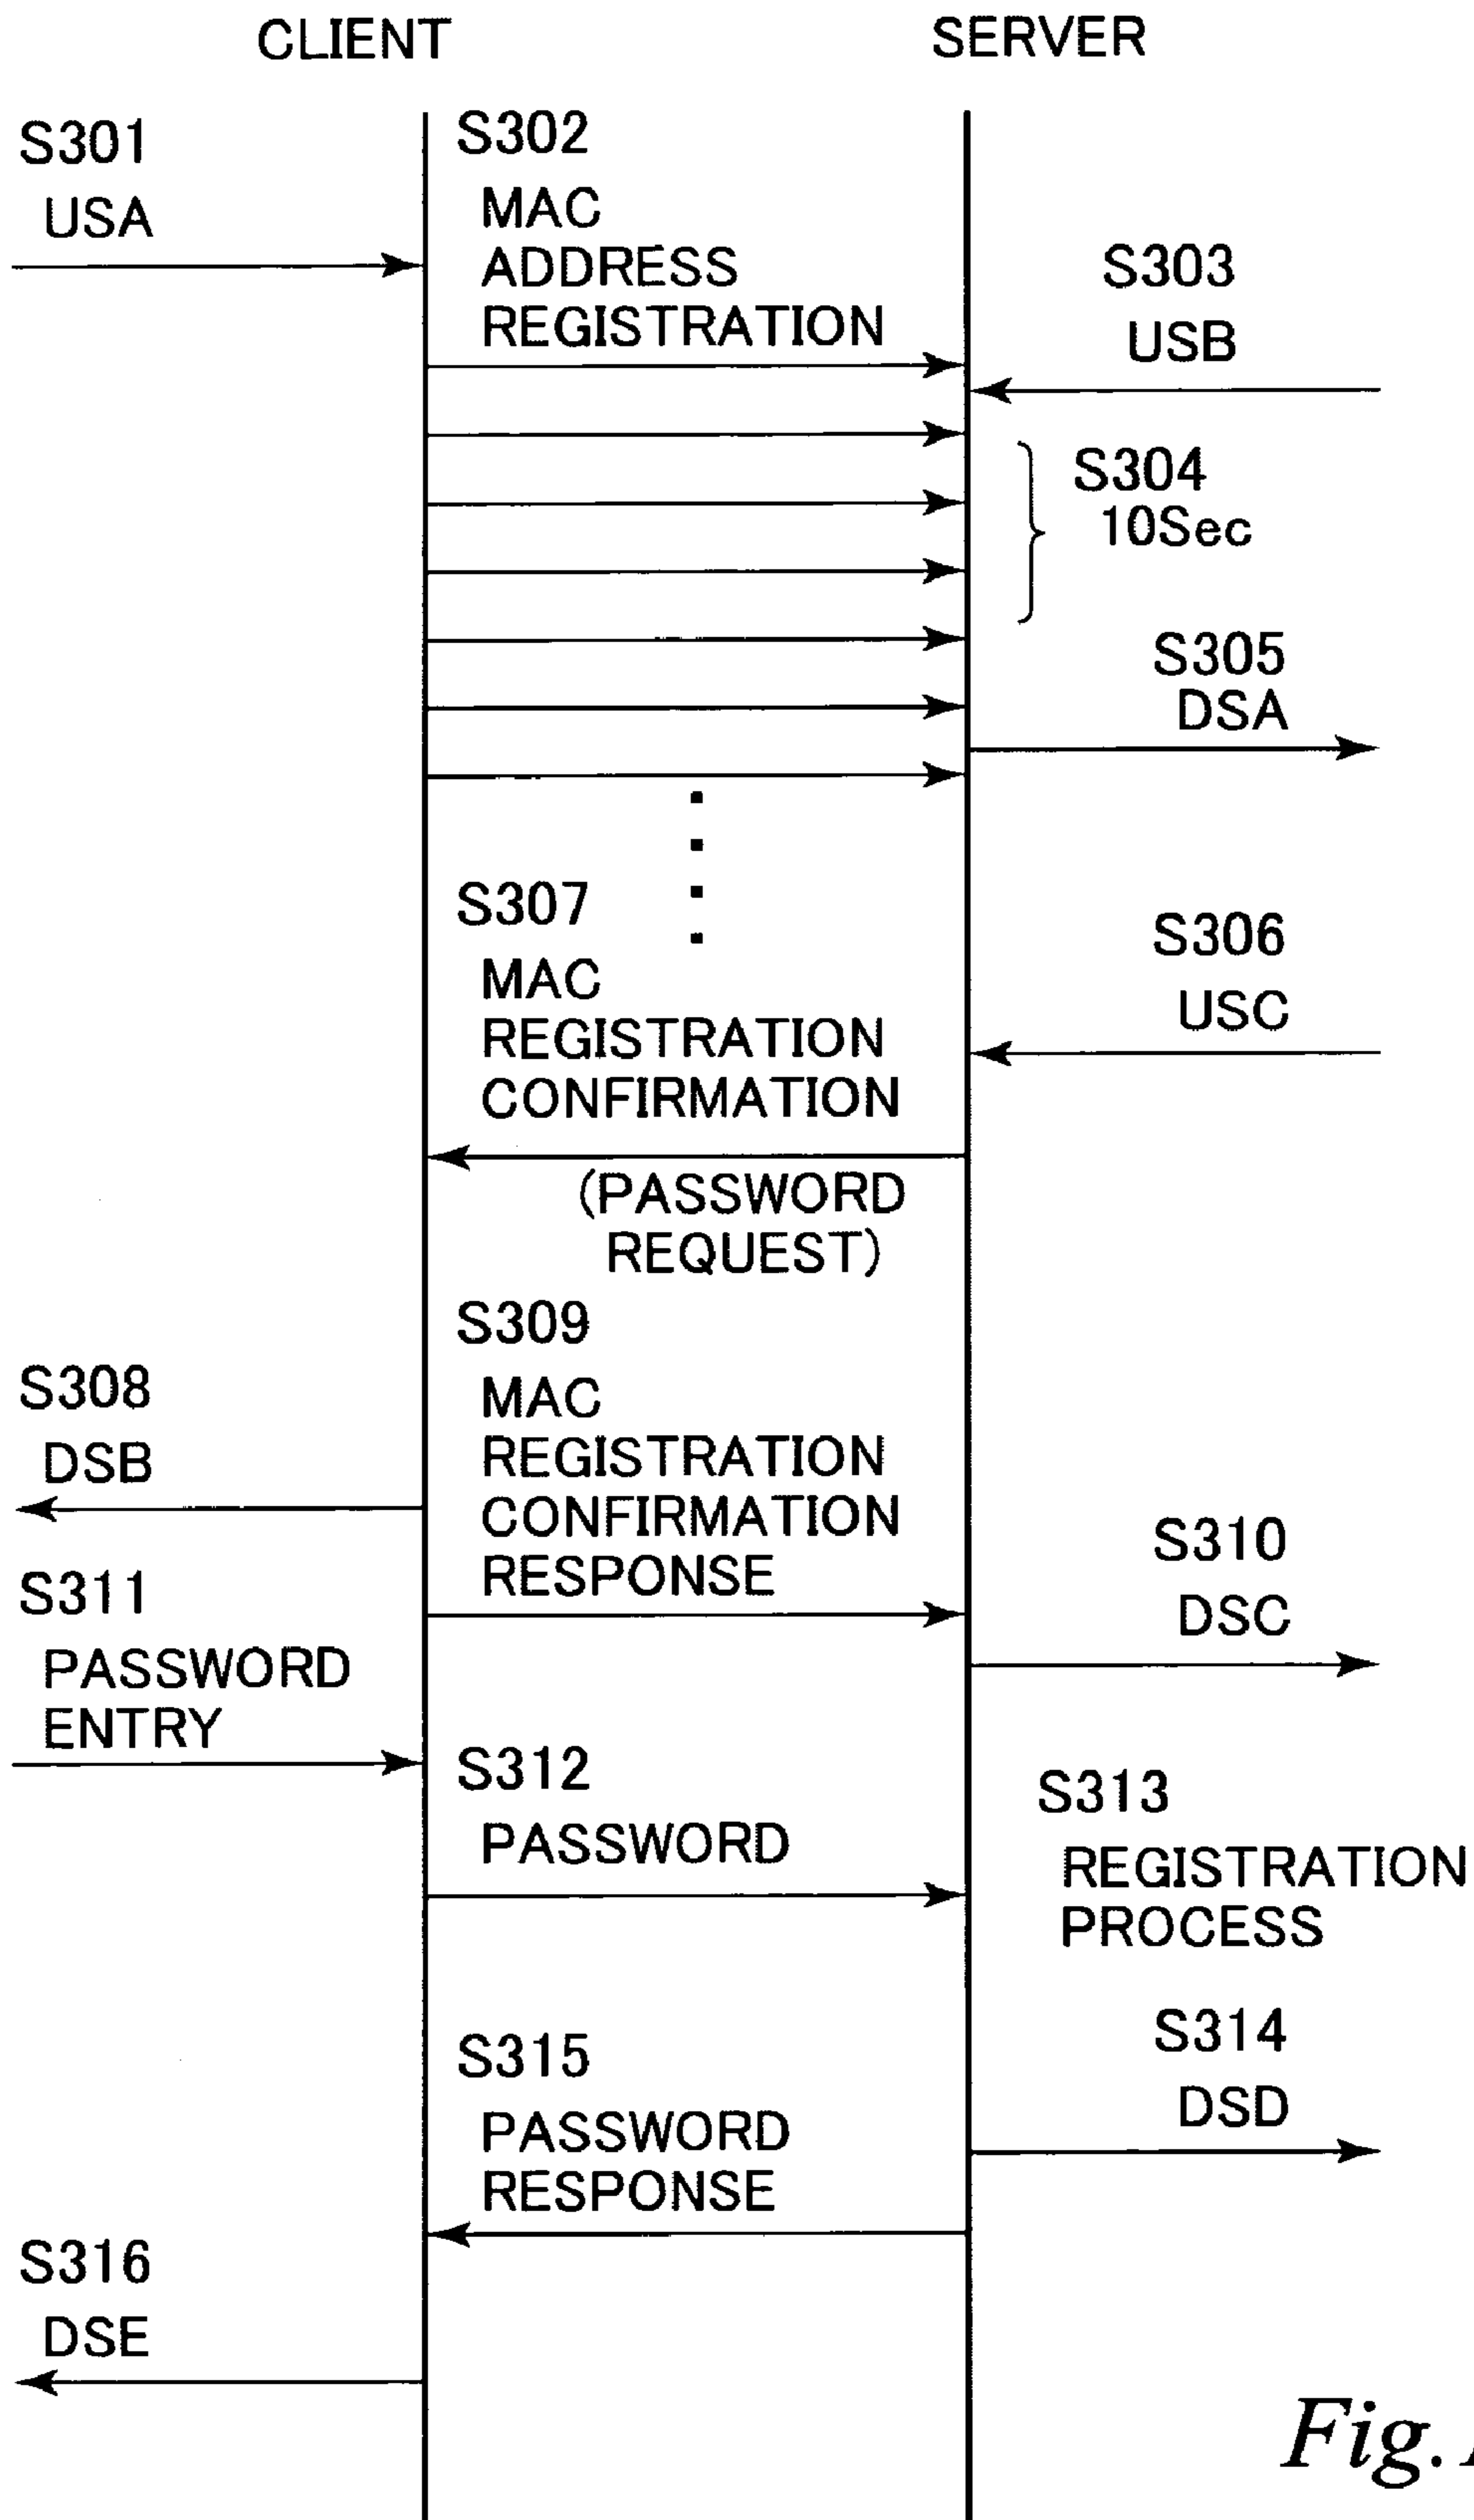 CLIENT
SERVER
S301
USA
S302
MAC
ADDRESS
REGISTRATION
S303
USB
S304
10Sec
S305
DSA
S307
MAC
REGISTRATION
CONFIRMATION
S306
USC
(PASSWORD
REQUEST)
S309
MAC
REGISTRATION
CONFIRMATION
RESPONSE
S308
DSB
S310
DSC
S311
PASSWORD
ENTRY
S312
PASSWORD
S313
REGISTRATION
PROCESS
S314
DSD
S315
PASSWORD
RESPONSE
S316
DSE
Fig.